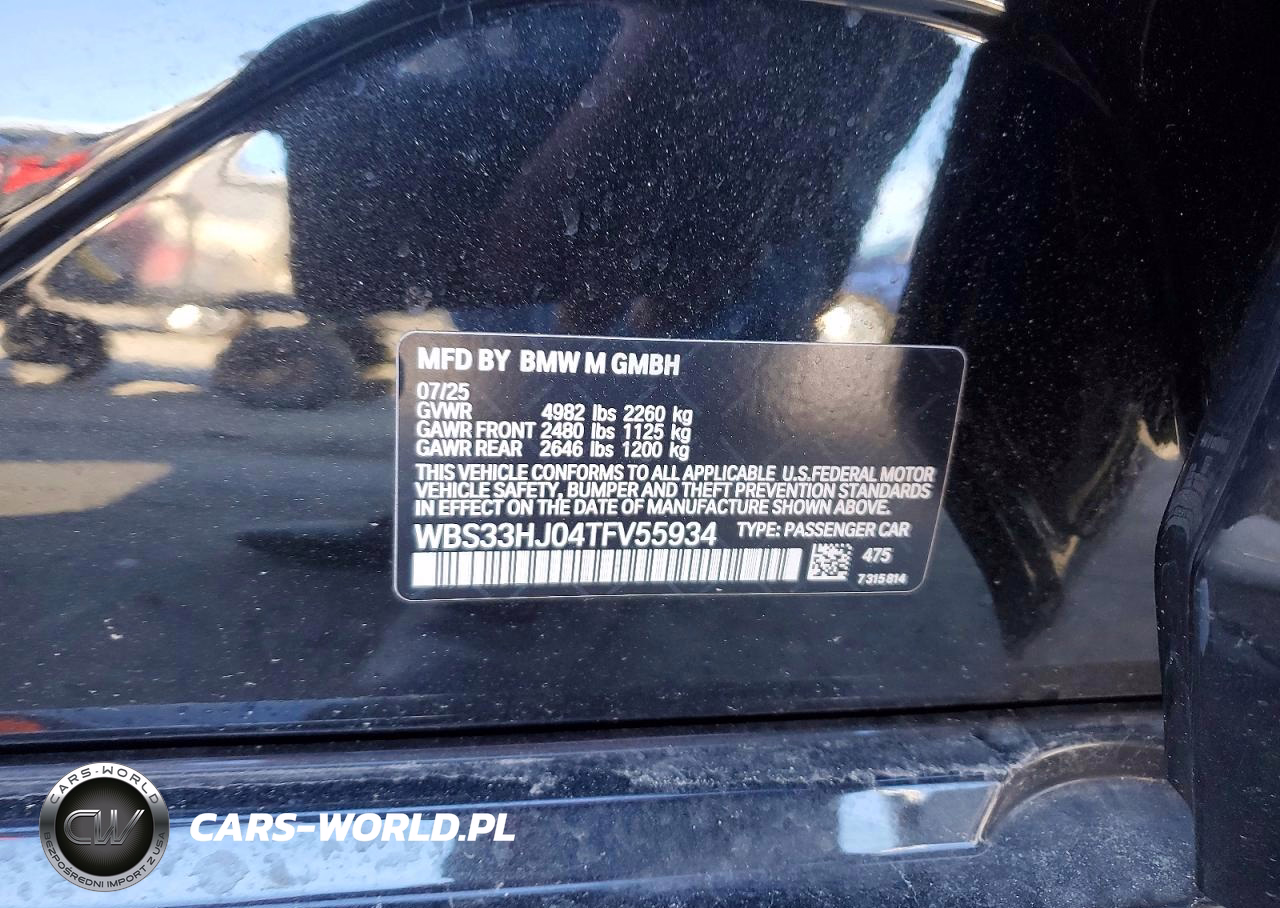 MFD BY BMW M GMBH
07/25
GVWR 4982 lbs 2260 kg
GAWR FRONT 2480 lbs 1125 kg
GAWR REAR 2646 lbs 1200 kg
THIS VEHICLE CONFORMS TO ALL APPLICABLE U.S.FEDERAL MOTOR
VEHICLE SAFETY, BUMPER AND THEFT PREVENTION STANDARDS
IN EFFECT ON THE DATE OF MANUFACTURE SHOWN ABOVE.
WBS33HJ04TFV55934 TYPE: PASSENGER CAR
475
7315814
CARS-WORLD
CW
BEZPOŚREDNI IMPORT Z USA
CARS-WORLD.PL